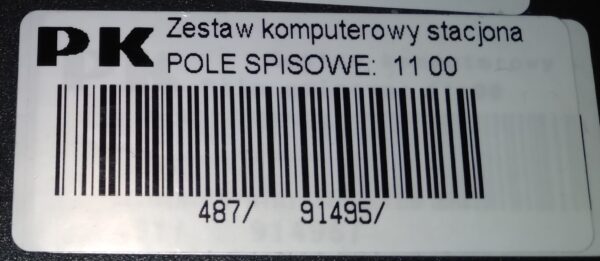 PK Zestaw komputerowy stacjona
POLE SPISOWE: 11 00
487/ 91495/